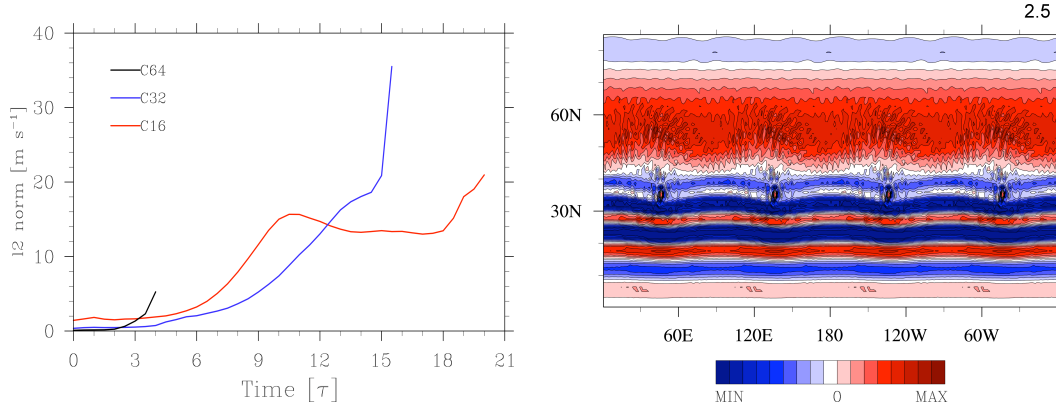 40
30
20
10
0
l2 norm [m s⁻¹]
C64
C32
C16
0 3 6 9 12 15 18 21
Time [τ]
2.5
60N
30N
60E 120E 180 120W 60W
MIN 0 MAX